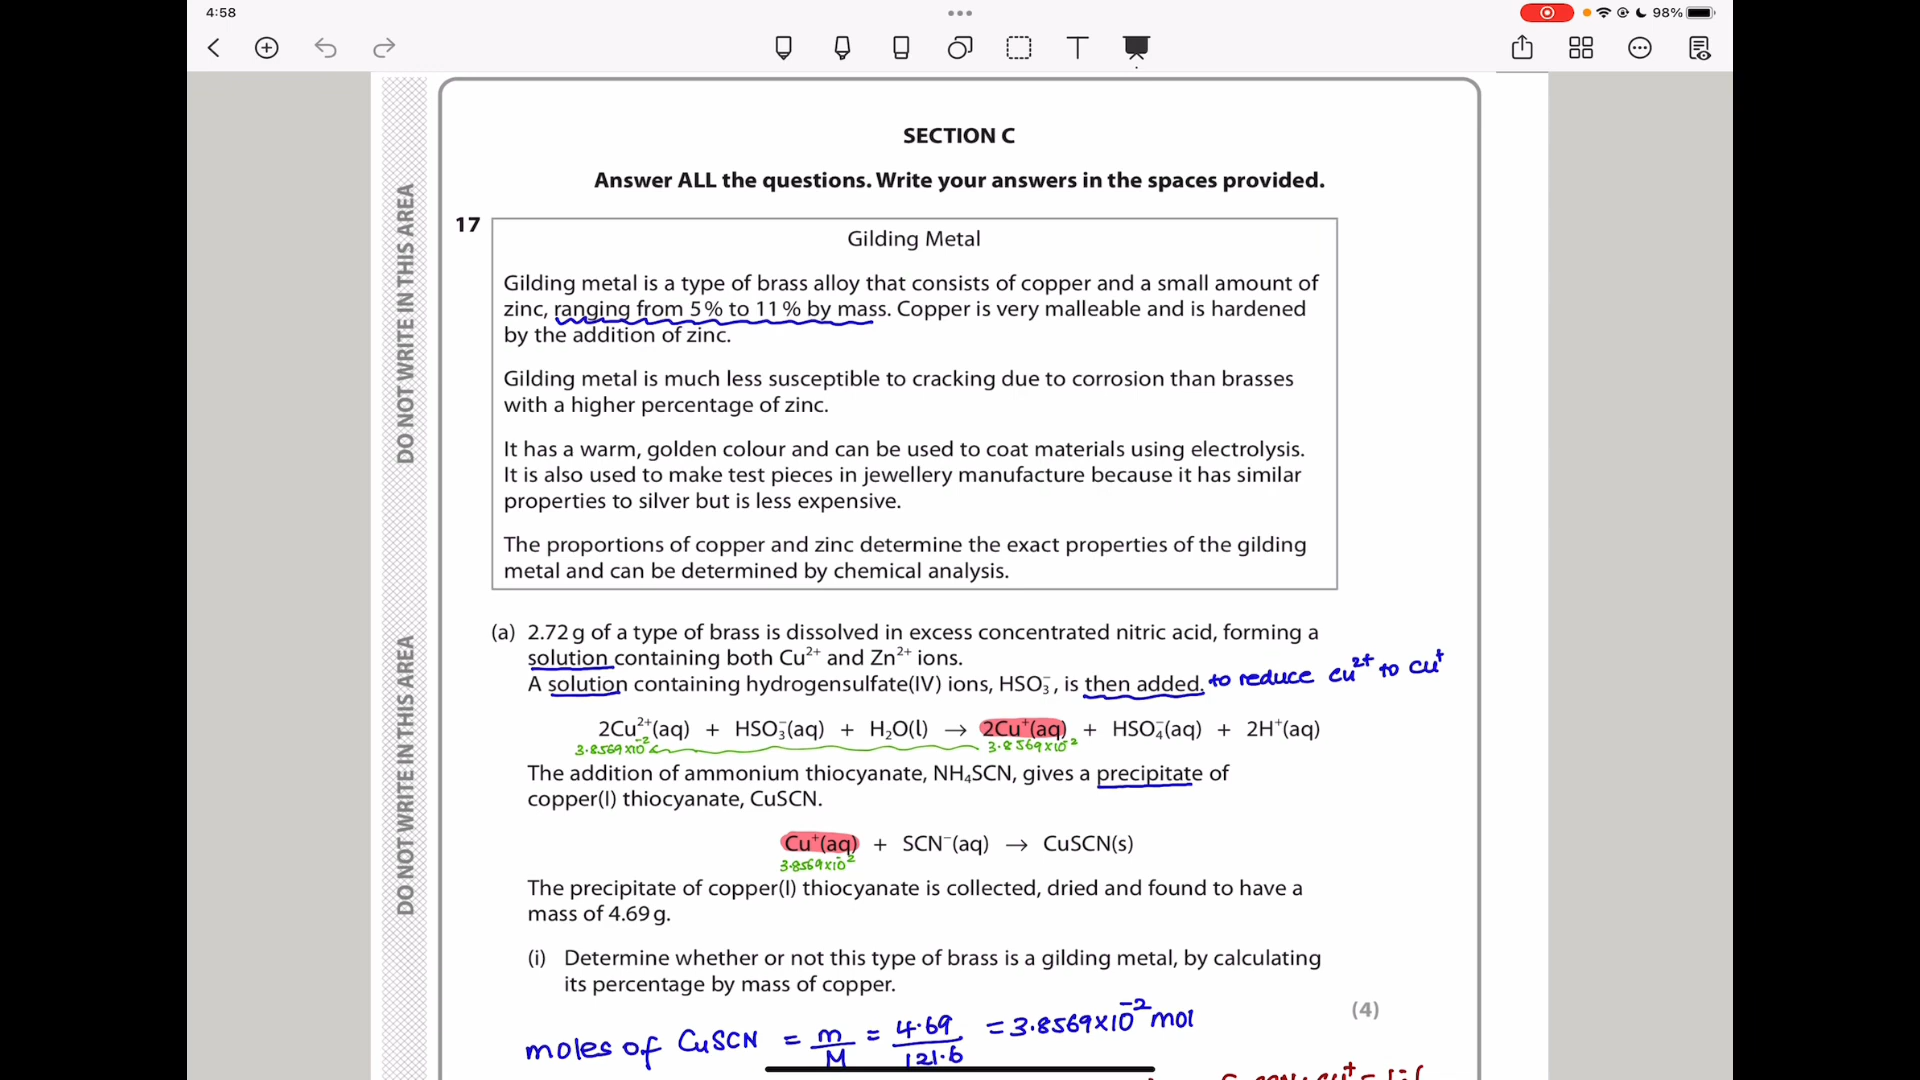 4:58
98%
SECTION C
Answer ALL the questions. Write your answers in the spaces provided.
17
Gilding Metal
Gilding metal is a type of brass alloy that consists of copper and a small amount of
zinc, ranging from 5% to 11% by mass. Copper is very malleable and is hardened
by the addition of zinc.
Gilding metal is much less susceptible to cracking due to corrosion than brasses
with a higher percentage of zinc.
It has a warm, golden colour and can be used to coat materials using electrolysis.
It is also used to make test pieces in jewellery manufacture because it has similar
properties to silver but is less expensive.
The proportions of copper and zinc determine the exact properties of the gilding
metal and can be determined by chemical analysis.
(a) 2.72 g of a type of brass is dissolved in excess concentrated nitric acid, forming a
solution containing both Cu²⁺ and Zn²⁺ ions.
A solution containing hydrogensulfate(IV) ions, HSO₃⁻, is then added. to reduce Cu²⁺ to Cu⁺
2Cu²⁺(aq) + HSO₃⁻(aq) + H₂O(l) → 2Cu⁺(aq) + HSO₄⁻(aq) + 2H⁺(aq)
3.8569×10⁻² 3.8569×10⁻²
The addition of ammonium thiocyanate, NH₄SCN, gives a precipitate of
copper(I) thiocyanate, CuSCN.
Cu⁺(aq) + SCN⁻(aq) → CuSCN(s)
3.8569×10⁻²
The precipitate of copper(I) thiocyanate is collected, dried and found to have a
mass of 4.69 g.
(i) Determine whether or not this type of brass is a gilding metal, by calculating
its percentage by mass of copper.
(4)
moles of CuSCN = m/M = 4.69/121.6 = 3.8569×10⁻² mol
DO NOT WRITE IN THIS AREA
DO NOT WRITE IN THIS AREA